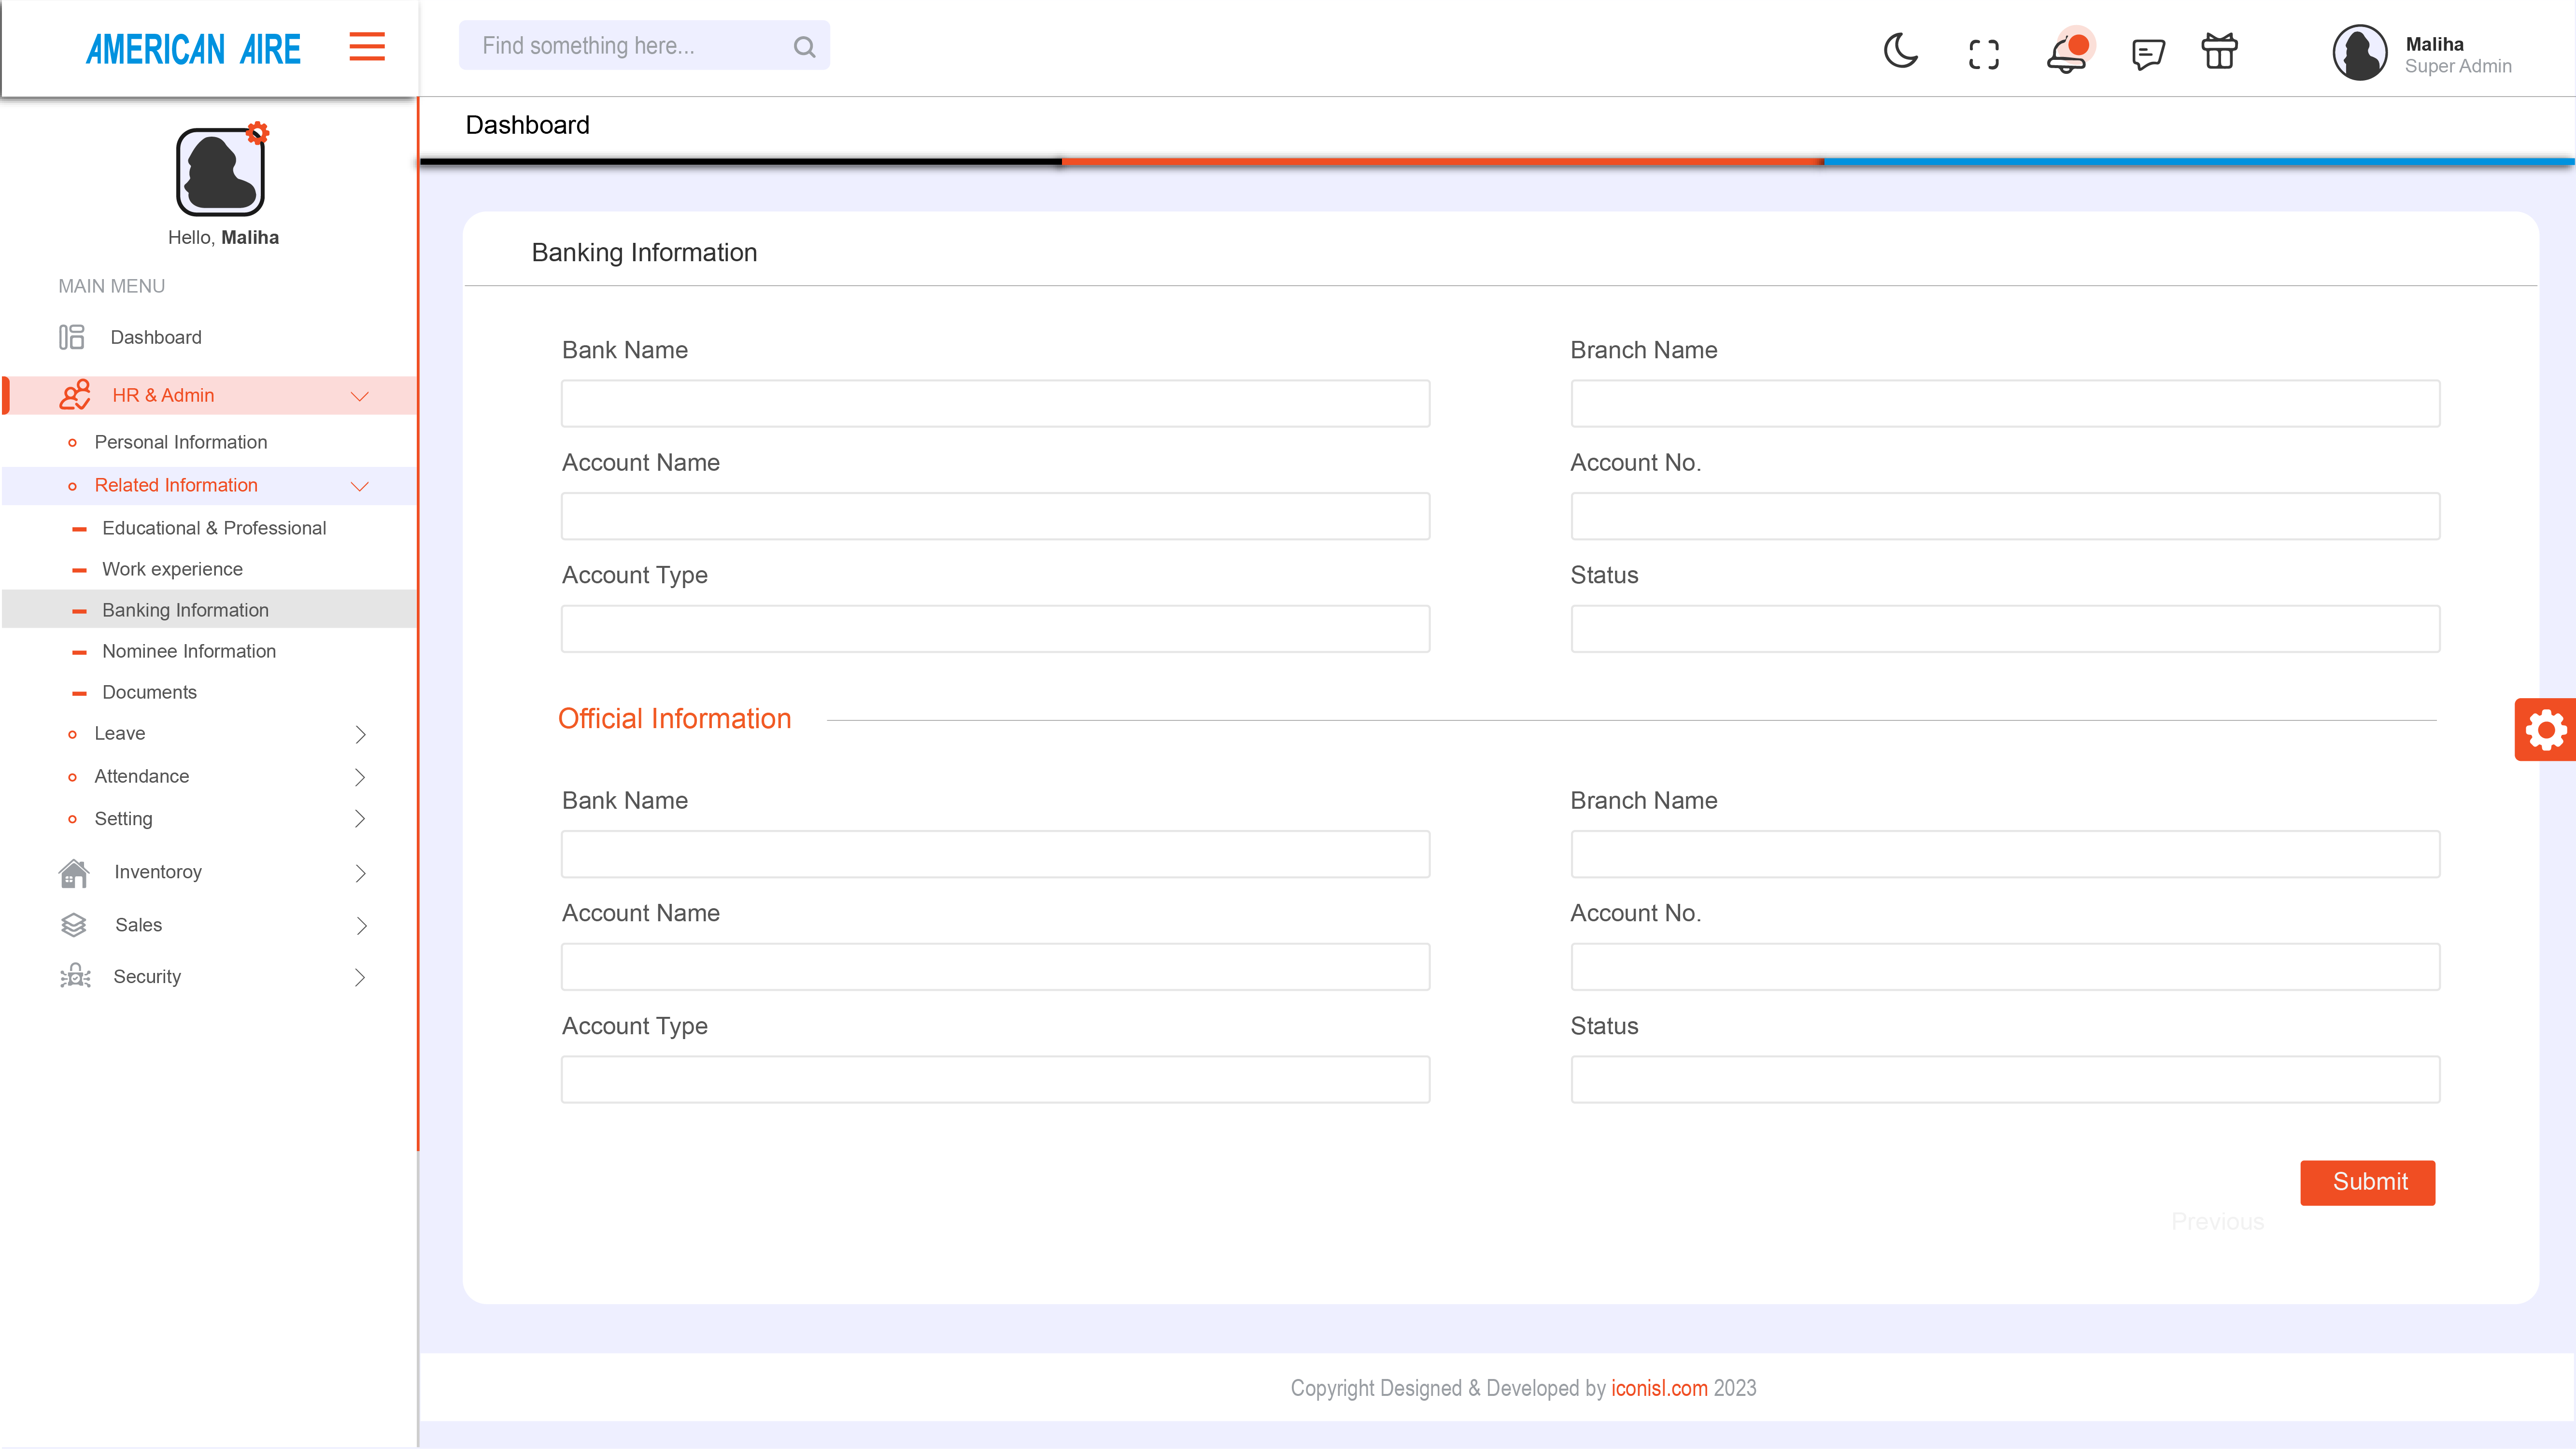 AMERICAN AIRE
Find something here...
Maliha
Super Admin
Dashboard
Hello, Maliha
MAIN MENU
Dashboard
HR & Admin
Personal Information
Related Information
Educational & Professional
Work experience
Banking Information
Nominee Information
Documents
Leave
Attendance
Setting
Inventoroy
Sales
Security
Banking Information
Bank Name
Branch Name
Account Name
Account No.
Account Type
Status
Official Information
Bank Name
Branch Name
Account Name
Account No.
Account Type
Status
Submit
Previous
Copyright Designed & Developed by iconisl.com 2023